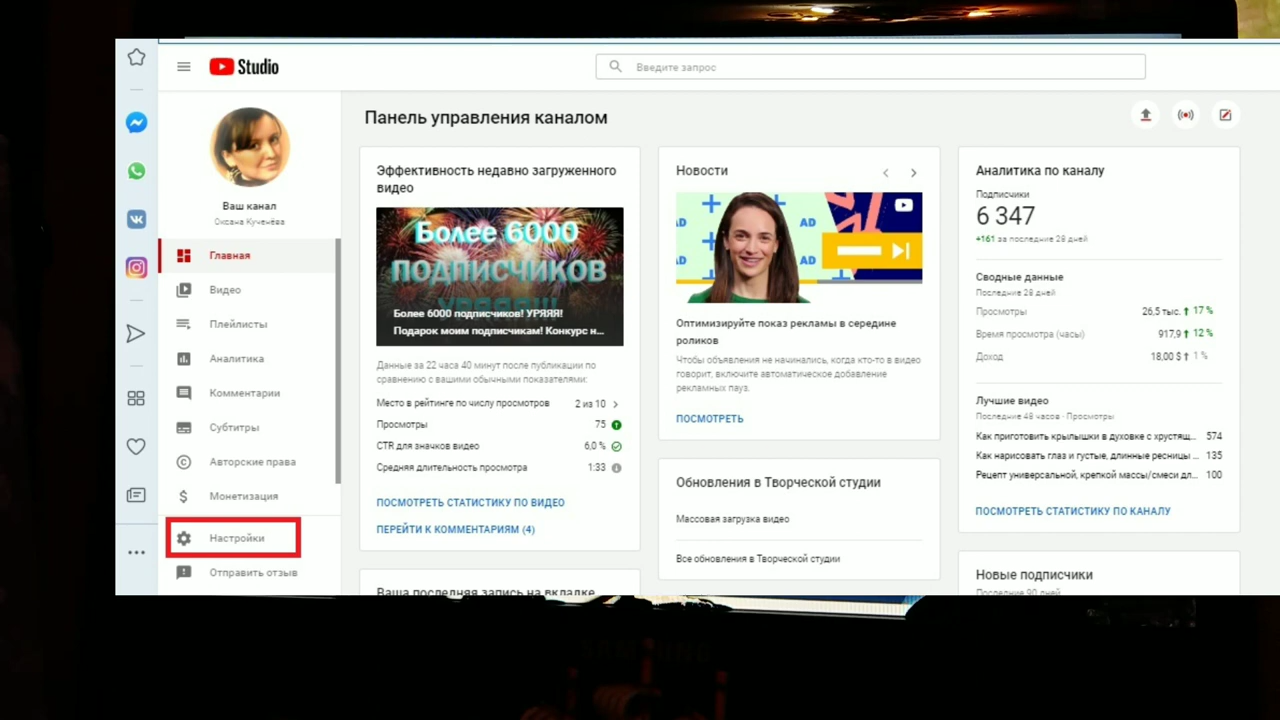 Studio
Введите запрос
Ваш канал
Оксана Кученёва
Главная
Видео
Плейлисты
Аналитика
Комментарии
Субтитры
Авторские права
Монетизация
Настройки
Отправить отзыв
Панель управления каналом
Эффективность недавно загруженного
видео
Более 6000
ПОДПИСЧИКОВ
УРЯЯЯ!!!
Более 6000 подписчиков! УРЯЯЯ!
Подарок моим подписчикам! Конкурс н...
Данные за 22 часа 40 минут после публикации по
сравнению с вашими обычными показателями:
Место в рейтинге по числу просмотров 2 из 10
Просмотры 75
CTR для значков видео 6,0 %
Средняя длительность просмотра 1:33
ПОСМОТРЕТЬ СТАТИСТИКУ ПО ВИДЕО
ПЕРЕЙТИ К КОММЕНТАРИЯМ (4)
Ваша последняя запись на вкладке
Новости
AD
AD
AD
AD
Оптимизируйте показ рекламы в середине
роликов
Чтобы объявления не начинались, когда кто-то в видео
говорит, включите автоматическое добавление
рекламных пауз.
ПОСМОТРЕТЬ
Обновления в Творческой студии
Массовая загрузка видео
Все обновления в Творческой студии
Аналитика по каналу
Подписчики
6 347
+161 за последние 28 дней
Сводные данные
Последние 28 дней
Просмотры 26,5 тыс. 17 %
Время просмотра (часы) 917,9 12 %
Доход 18,00 $ 1 %
Лучшие видео
Последние 48 часов · Просмотры
Как приготовить крылышки в духовке с хрустящ... 574
Как нарисовать глаз и густые, длинные ресницы ... 135
Рецепт универсальной, крепкой массы/смеси дл... 100
ПОСМОТРЕТЬ СТАТИСТИКУ ПО КАНАЛУ
Новые подписчики
Последние 90 дней